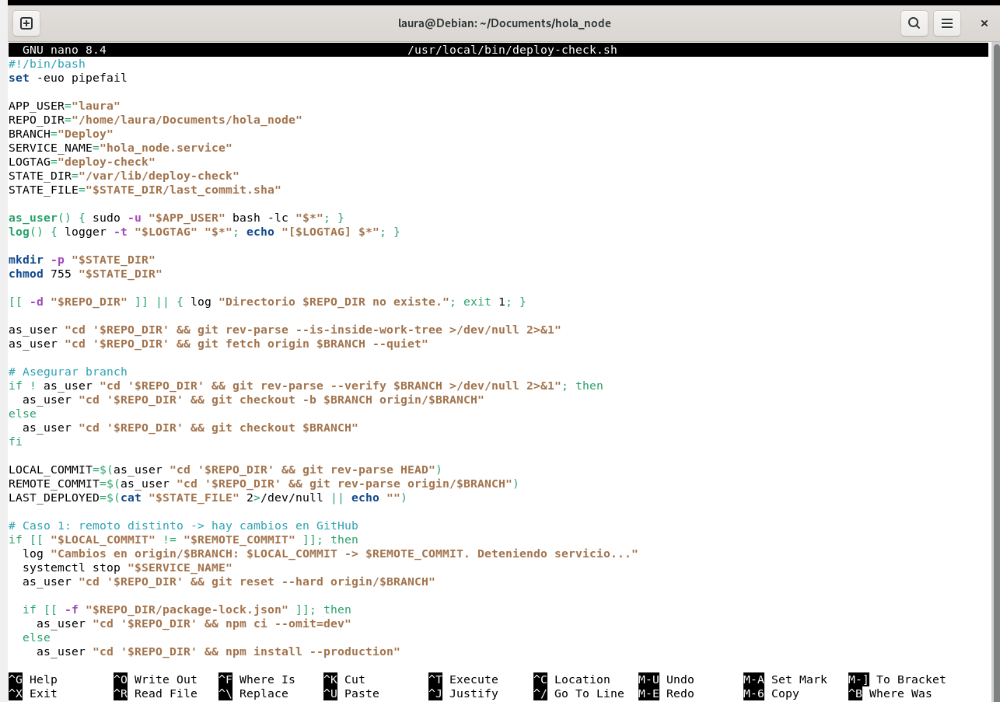 laura@Debian: ~/Documents/hola_node
GNU nano 8.4 /usr/local/bin/deploy-check.sh
#!/bin/bash
set -euo pipefail

APP_USER="laura"
REPO_DIR="/home/laura/Documents/hola_node"
BRANCH="Deploy"
SERVICE_NAME="hola_node.service"
LOGTAG="deploy-check"
STATE_DIR="/var/lib/deploy-check"
STATE_FILE="$STATE_DIR/last_commit.sha"

as_user() { sudo -u "$APP_USER" bash -lc "$*"; }
log() { logger -t "$LOGTAG" "$*"; echo "[$LOGTAG] $*"; }

mkdir -p "$STATE_DIR"
chmod 755 "$STATE_DIR"

[[ -d "$REPO_DIR" ]] || { log "Directorio $REPO_DIR no existe."; exit 1; }

as_user "cd '$REPO_DIR' && git rev-parse --is-inside-work-tree >/dev/null 2>&1"
as_user "cd '$REPO_DIR' && git fetch origin $BRANCH --quiet"

# Asegurar branch
if ! as_user "cd '$REPO_DIR' && git rev-parse --verify $BRANCH >/dev/null 2>&1"; then
  as_user "cd '$REPO_DIR' && git checkout -b $BRANCH origin/$BRANCH"
else
  as_user "cd '$REPO_DIR' && git checkout $BRANCH"
fi

LOCAL_COMMIT=$(as_user "cd '$REPO_DIR' && git rev-parse HEAD")
REMOTE_COMMIT=$(as_user "cd '$REPO_DIR' && git rev-parse origin/$BRANCH")
LAST_DEPLOYED=$(cat "$STATE_FILE" 2>/dev/null || echo "")

# Caso 1: remoto distinto -> hay cambios en GitHub
if [[ "$LOCAL_COMMIT" != "$REMOTE_COMMIT" ]]; then
  log "Cambios en origin/$BRANCH: $LOCAL_COMMIT -> $REMOTE_COMMIT. Deteniendo servicio..."
  systemctl stop "$SERVICE_NAME"
  as_user "cd '$REPO_DIR' && git reset --hard origin/$BRANCH"

  if [[ -f "$REPO_DIR/package-lock.json" ]]; then
    as_user "cd '$REPO_DIR' && npm ci --omit=dev"
  else
    as_user "cd '$REPO_DIR' && npm install --production"

^G Help ^O Write Out ^F Where Is ^K Cut ^T Execute ^C Location M-U Undo M-A Set Mark M-] To Bracket
^X Exit ^R Read File ^\ Replace ^U Paste ^J Justify ^/ Go To Line M-E Redo M-6 Copy ^B Where Was